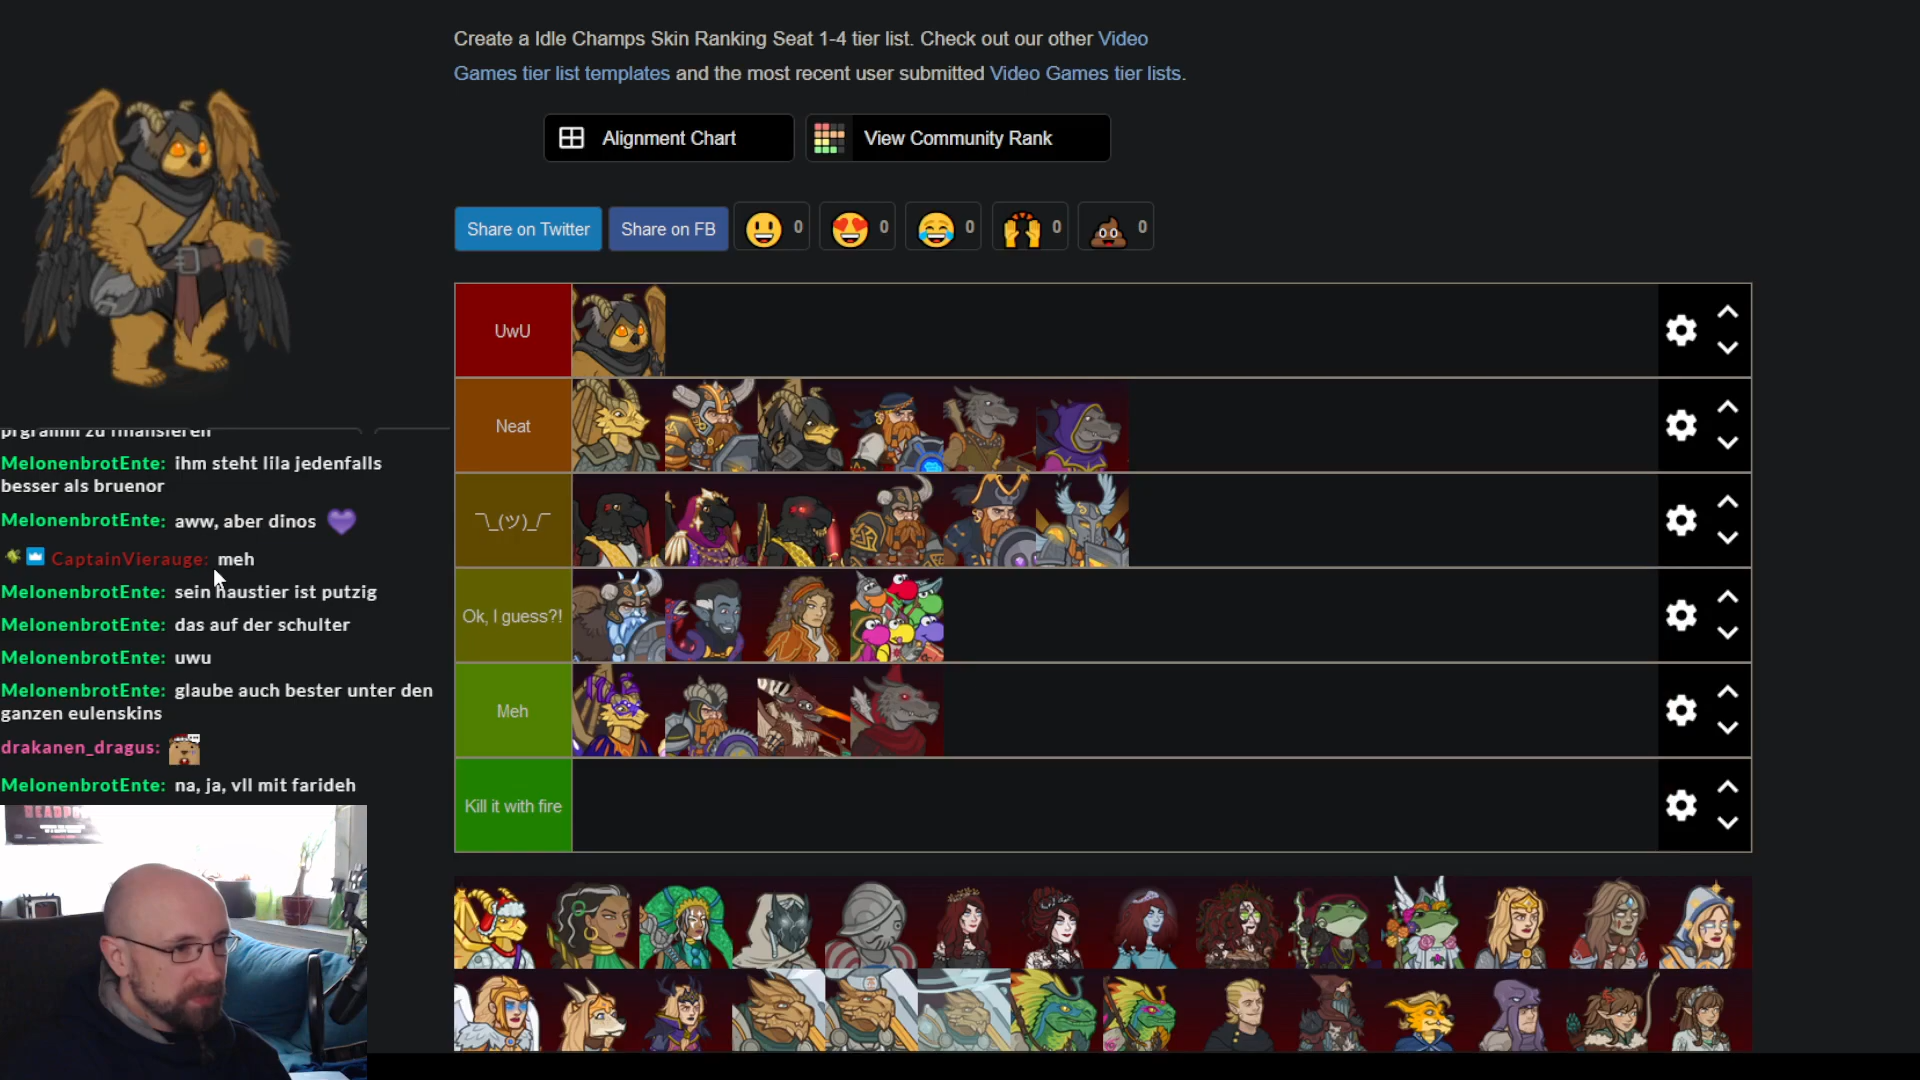 Create a Idle Champs Skin Ranking Seat 1-4 tier list. Check out our other Video
Games tier list templates and the most recent user submitted Video Games tier lists.
Alignment Chart
View Community Rank
Share on Twitter
Share on FB
0
0
0
0
0
UwU
Neat
¯\_(ツ)_/¯
Ok, I guess?!
Meh
Kill it with fire
prgramm zu finansieren
MelonenbrotEnte: ihm steht lila jedenfalls
besser als bruenor
MelonenbrotEnte: aww, aber dinos
CaptainVierauge: meh
MelonenbrotEnte: sein haustier ist putzig
MelonenbrotEnte: das auf der schulter
MelonenbrotEnte: uwu
MelonenbrotEnte: glaube auch bester unter den
ganzen eulenskins
drakanen_dragus:
MelonenbrotEnte: na, ja, vll mit farideh